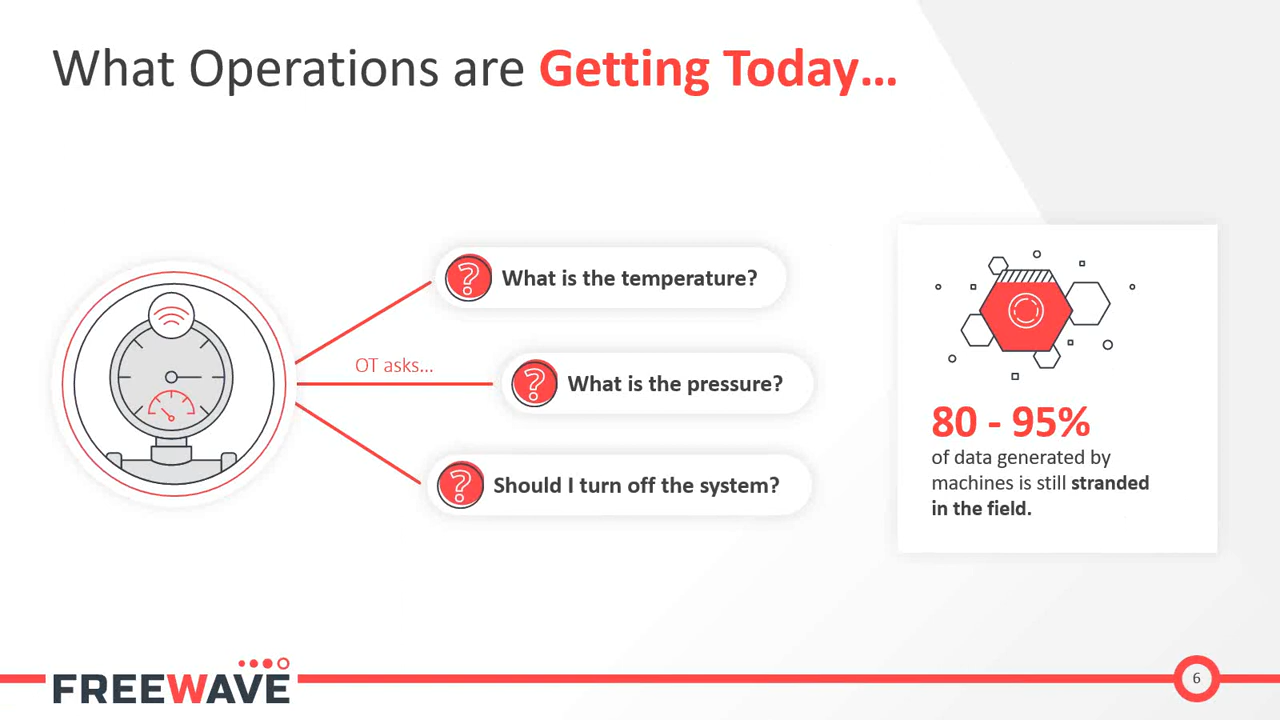 What Operations are Getting Today...
What is the temperature?
OT asks...
What is the pressure?
Should I turn off the system?
80 - 95%
of data generated by
machines is still stranded
in the field.
FREEWAVE
6